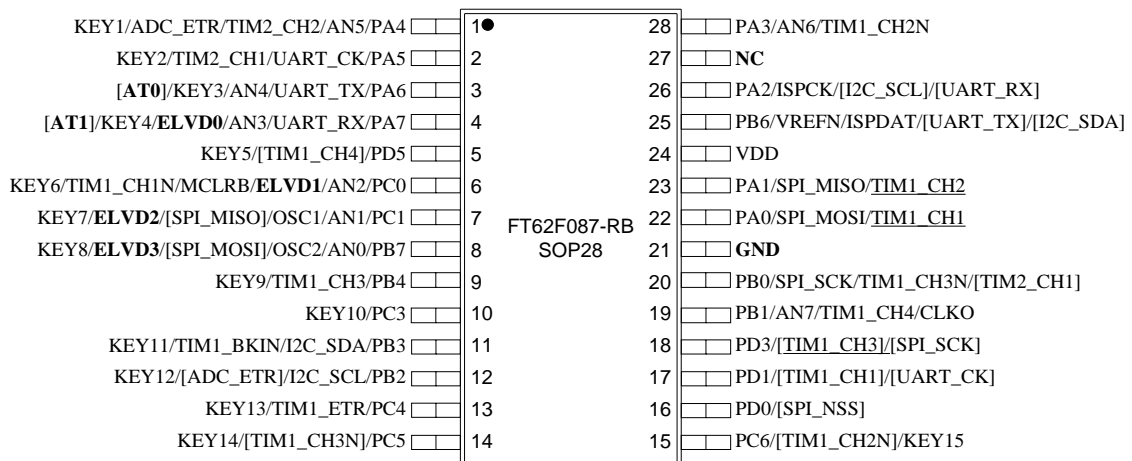 KEY1/ADC_ETR/TIM2_CH2/AN5/PA4 1 28 PA3/AN6/TIM1_CH2N
KEY2/TIM2_CH1/UART_CK/PA5 2 27 NC
[AT0]/KEY3/AN4/UART_TX/PA6 3 26 PA2/ISPCK/[I2C_SCL]/[UART_RX]
[AT1]/KEY4/ELVD0/AN3/UART_RX/PA7 4 25 PB6/VREFN/ISPDAT/[UART_TX]/[I2C_SDA]
KEY5/[TIM1_CH4]/PD5 5 24 VDD
KEY6/TIM1_CH1N/MCLRB/ELVD1/AN2/PC0 6 23 PA1/SPI_MISO/TIM1_CH2
KEY7/ELVD2/[SPI_MISO]/OSC1/AN1/PC1 7 22 PA0/SPI_MOSI/TIM1_CH1
FT62F087-RB
SOP28
KEY8/ELVD3/[SPI_MOSI]/OSC2/AN0/PB7 8 21 GND
KEY9/TIM1_CH3/PB4 9 20 PB0/SPI_SCK/TIM1_CH3N/[TIM2_CH1]
KEY10/PC3 10 19 PB1/AN7/TIM1_CH4/CLKO
KEY11/TIM1_BKIN/I2C_SDA/PB3 11 18 PD3/[TIM1_CH3]/[SPI_SCK]
KEY12/[ADC_ETR]/I2C_SCL/PB2 12 17 PD1/[TIM1_CH1]/[UART_CK]
KEY13/TIM1_ETR/PC4 13 16 PD0/[SPI_NSS]
KEY14/[TIM1_CH3N]/PC5 14 15 PC6/[TIM1_CH2N]/KEY15